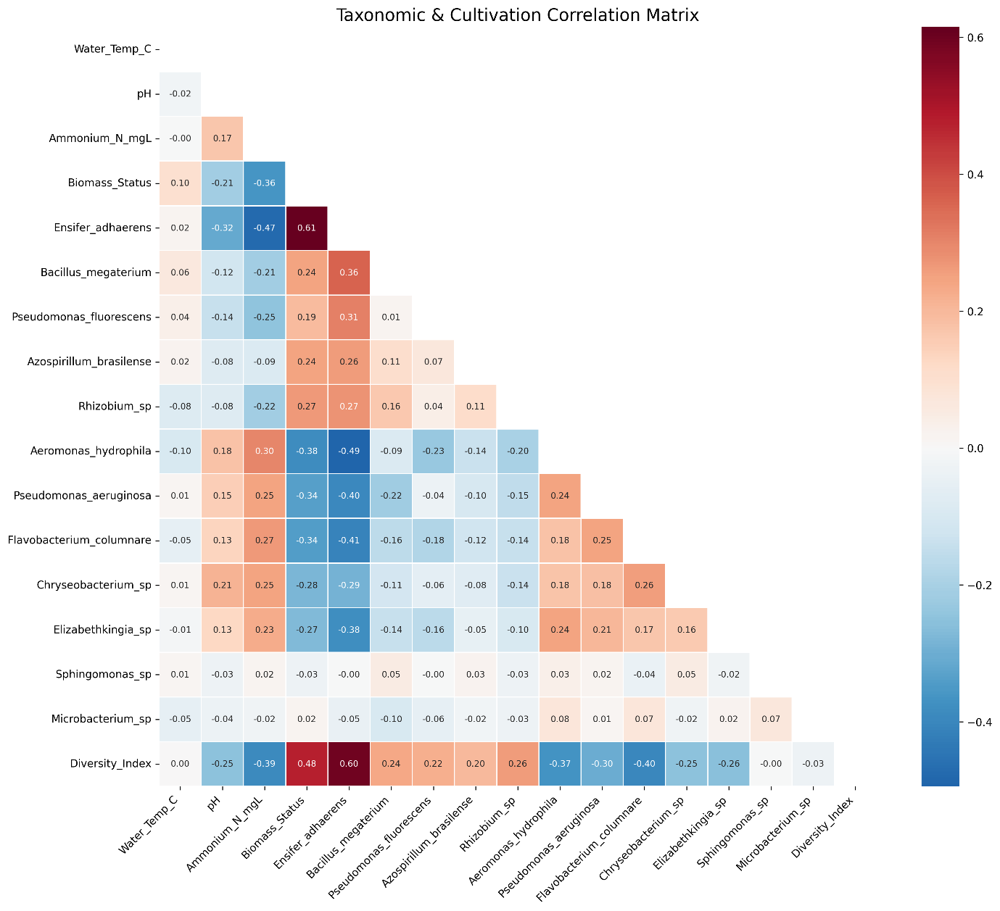 Taxonomic & Cultivation Correlation Matrix
Water_Temp_C
pH -0.02
Ammonium_N_mgL -0.00 0.17
Biomass_Status 0.10 -0.21 -0.36
Ensifer_adhaerens 0.02 -0.32 -0.47 0.61
Bacillus_megaterium 0.06 -0.12 -0.21 0.24 0.36
Pseudomonas_fluorescens 0.04 -0.14 -0.25 0.19 0.31 0.01
Azospirillum_brasilense 0.02 -0.08 -0.09 0.24 0.26 0.11 0.07
Rhizobium_sp -0.08 -0.08 -0.22 0.27 0.27 0.16 0.04 0.11
Aeromonas_hydrophila -0.10 0.18 0.30 -0.38 -0.49 -0.09 -0.23 -0.14 -0.20
Pseudomonas_aeruginosa 0.01 0.15 0.25 -0.34 -0.40 -0.22 -0.04 -0.10 -0.15 0.24
Flavobacterium_columnare -0.05 0.13 0.27 -0.34 -0.41 -0.16 -0.18 -0.12 -0.14 0.18 0.25
Chryseobacterium_sp 0.01 0.21 0.25 -0.28 -0.29 -0.11 -0.06 -0.08 -0.14 0.18 0.18 0.26
Elizabethkingia_sp -0.01 0.13 0.23 -0.27 -0.38 -0.14 -0.16 -0.05 -0.10 0.24 0.21 0.17 0.16
Sphingomonas_sp 0.01 -0.03 0.02 -0.03 -0.00 0.05 -0.00 0.03 -0.03 0.03 0.02 -0.04 0.05 -0.02
Microbacterium_sp -0.05 -0.04 -0.02 0.02 -0.05 -0.10 -0.06 -0.02 -0.03 0.08 0.01 0.07 -0.02 0.02 0.07
Diversity_Index 0.00 -0.25 -0.39 0.48 0.60 0.24 0.22 0.20 0.26 -0.37 -0.30 -0.40 -0.25 -0.26 -0.00 -0.03
Water_Temp_C
pH
Ammonium_N_mgL
Biomass_Status
Ensifer_adhaerens
Bacillus_megaterium
Pseudomonas_fluorescens
Azospirillum_brasilense
Rhizobium_sp
Aeromonas_hydrophila
Pseudomonas_aeruginosa
Flavobacterium_columnare
Chryseobacterium_sp
Elizabethkingia_sp
Sphingomonas_sp
Microbacterium_sp
Diversity_Index
0.6
0.4
0.2
0.0
−0.2
−0.4